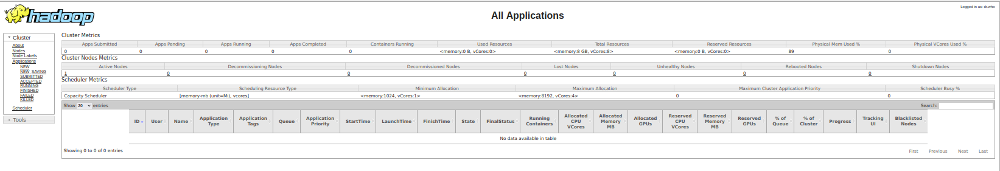 Logged in as: dr.who
hadoop
All Applications
Cluster
About
Nodes
Node Labels
Applications
NEW
NEW_SAVING
SUBMITTED
ACCEPTED
RUNNING
FINISHED
FAILED
KILLED
Scheduler
Tools
Cluster Metrics
Apps Submitted Apps Pending Apps Running Apps Completed Containers Running Used Resources Total Resources Reserved Resources Physical Mem Used % Physical VCores Used %
0 0 0 0 0 <memory:0 B, vCores:0> <memory:8 GB, vCores:8> <memory:0 B, vCores:0> 89 0
Cluster Nodes Metrics
Active Nodes Decommissioning Nodes Decommissioned Nodes Lost Nodes Unhealthy Nodes Rebooted Nodes Shutdown Nodes
1 0 0 0 0 0 0
Scheduler Metrics
Scheduler Type Scheduling Resource Type Minimum Allocation Maximum Allocation Maximum Cluster Application Priority Scheduler Busy %
Capacity Scheduler [memory-mb (unit=Mi), vcores] <memory:1024, vCores:1> <memory:8192, vCores:4> 0 0
Show 20 entries Search:
ID User Name Application Type Application Tags Queue Application Priority StartTime LaunchTime FinishTime State FinalStatus Running Containers Allocated CPU VCores Allocated Memory MB Allocated GPUs Reserved CPU VCores Reserved Memory MB Reserved GPUs % of Queue % of Cluster Progress Tracking UI Blacklisted Nodes
No data available in table
Showing 0 to 0 of 0 entries First Previous Next Last